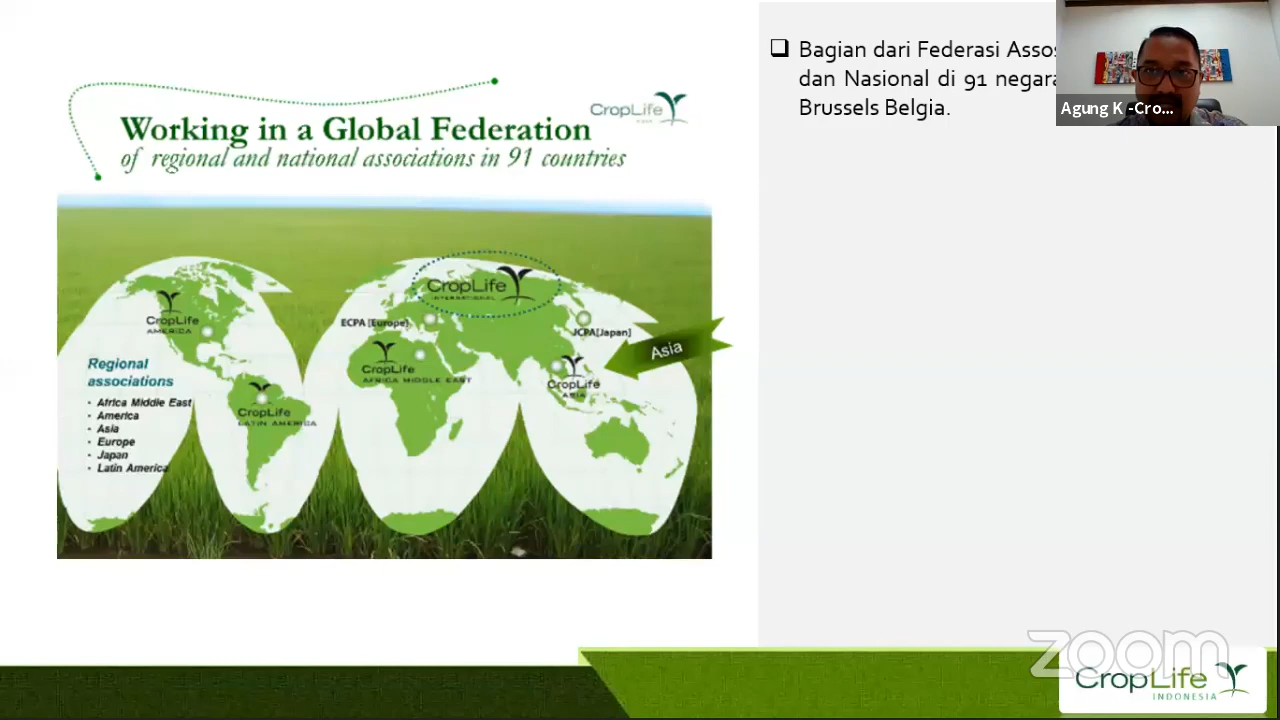 Working in a Global Federation
of regional and national associations in 91 countries
CropLife
CropLife
INTERNATIONAL
CropLife
AMERICA
ECPA [Europe]
JCPA[Japan]
Asia
CropLife
AFRICA MIDDLE EAST
CropLife
ASIA
CropLife
LATIN AMERICA
Regional
associations
· Africa Middle East
· America
· Asia
· Europe
· Japan
· Latin America
❑ Bagian dari Federasi
dan Nasional di 91 negara
Brussels Belgia.
Agung K -Cro...
zoom
CropLife
INDONESIA